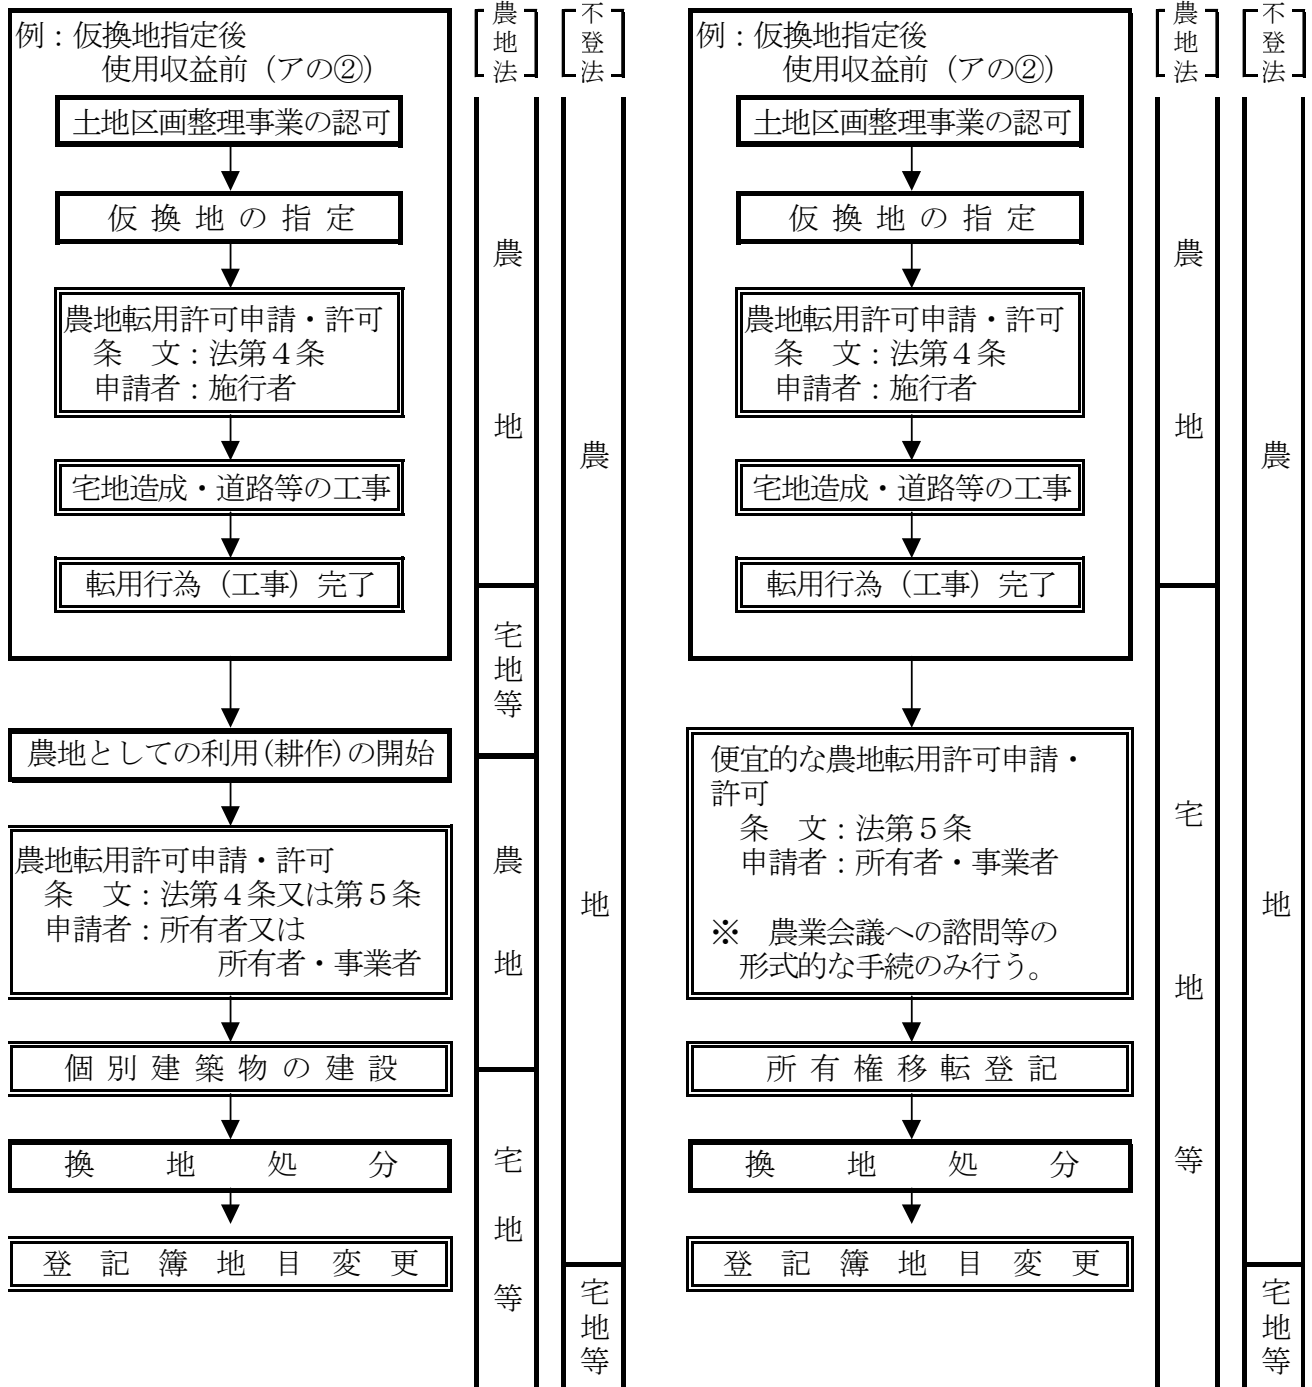 例：仮換地指定後
使用収益前（アの②）
土地区画整理事業の認可
仮換地の指定
農地転用許可申請・許可
条　文：法第４条
申請者：施行者
宅地造成・道路等の工事
転用行為（工事）完了
農地としての利用(耕作)の開始
農地転用許可申請・許可
条　文：法第４条又は第５条
申請者：所有者又は
所有者・事業者
個別建築物の建設
換地処分
登記簿地目変更
農地法
農地
宅地等
農地
宅地等
不登法
農地
宅地等
例：仮換地指定後
使用収益前（アの②）
土地区画整理事業の認可
仮換地の指定
農地転用許可申請・許可
条　文：法第４条
申請者：施行者
宅地造成・道路等の工事
転用行為（工事）完了
便宜的な農地転用許可申請・
許可
条　文：法第５条
申請者：所有者・事業者
※　農業会議への諮問等の
形式的な手続のみ行う。
所有権移転登記
換地処分
登記簿地目変更
農地法
農地
宅地等
不登法
農地
宅地等